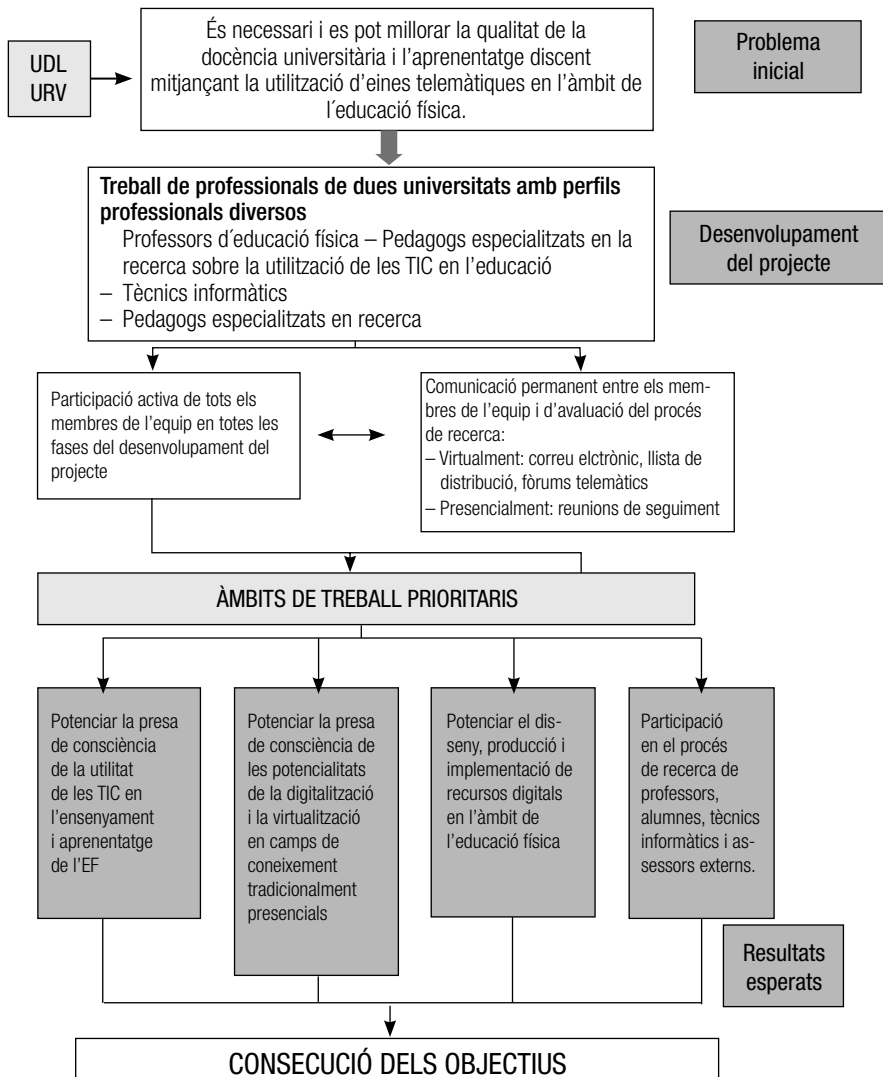 UDL
URV
És necessari i es pot millorar la qualitat de la
docència universitària i l'aprenentatge discent
mitjançant la utilització d'eines telemàtiques en l'àmbit de
l´educació física.
Problema
inicial
Treball de professionals de dues universitats amb perfils
professionals diversos
Professors d´educació física – Pedagogs especialitzats en la
recerca sobre la utilització de les TIC en l'educació
– Tècnics informàtics
– Pedagogs especialitzats en recerca
Desenvolupament
del projecte
Participació activa de tots els
membres de l'equip en totes les
fases del desenvolupament del
projecte
Comunicació permanent entre els mem-
bres de l'equip i d'avaluació del procés
de recerca:
– Virtualment: correu elctrònic, llista de
distribució, fòrums telemàtics
– Presencialment: reunions de seguiment
ÀMBITS DE TREBALL PRIORITARIS
Potenciar la presa
de consciència
de la utilitat
de les TIC en
l'ensenyament
i aprenentatge
de l'EF
Potenciar la presa
de consciència de
les potencialitats
de la digitalització
i la virtualització
en camps de
coneixement
tradicionalment
presencials
Potenciar el dis-
seny, producció i
implementació de
recursos digitals
en l'àmbit de
l'educació física
Participació
en el procés
de recerca de
professors,
alumnes, tècnics
informàtics i as-
sessors externs.
Resultats
esperats
CONSECUCIÓ DELS OBJECTIUS